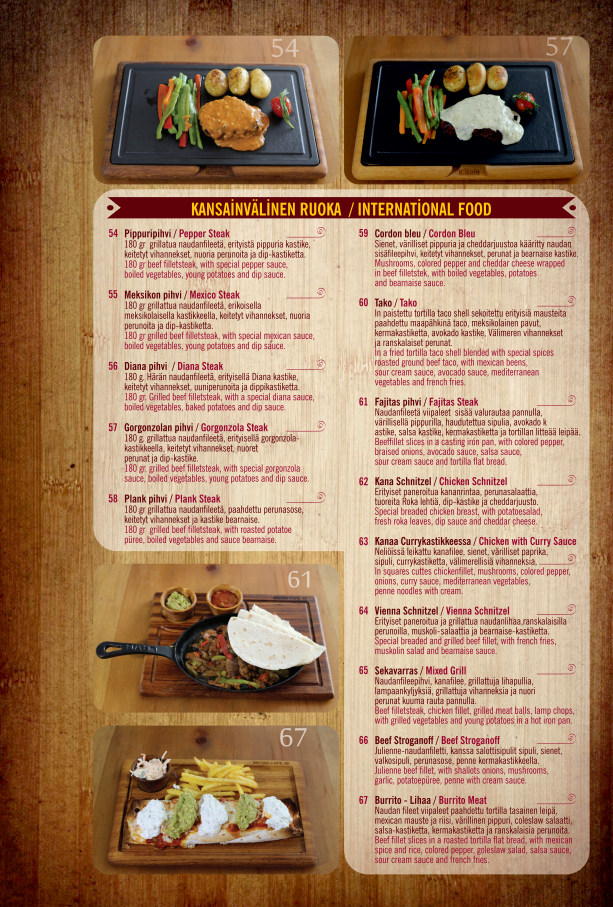 54
57
KANSAİNVÄLİNEN RUOKA / INTERNATİONAL FOOD
54 Pippuripihvi / Pepper Steak
180 gr grillatua naudanfileetä, erityistä pippuria kastike,
keitetyt vihannekset, nuoria perunoita ja dip-kastiketta.
180 gr beef filletsteak, with special pepper sauce,
boiled vegetables, young potatoes and dip sauce.
55 Meksikon pihvi / Mexico Steak
180 gr grillattua naudanfileetä, erikoisella
meksikolaisella kastikkeella, keitetyt vihannekset, nuoria
perunoita ja dip-kastiketta.
180 gr grilled beef filletsteak, with special mexican sauce,
boiled vegetables, young potatoes and dip sauce.
56 Diana pihvi / Diana Steak
180 g. Härän naudanfileetä, erityisellä Diana kastike,
keitetyt vihannekset, uuniperunoita ja dippikastiketta.
180 gr. Grilled beef filletsteak, with a special diana sauce,
boiled vegetables, baked potatoes and dip sauce.
57 Gorgonzolan pihvi / Gorgonzola Steak
180 g, grillattua naudanfileetä, erityisellä gorgonzola-
kastikkeella, keitetyt vihannekset, nuoret
perunat ja dip-kastike.
180 gr. grilled beef filletsteak, with special gorgonzola
sauce, boiled vegetables, young potatoes and dip sauce.
58 Plank pihvi / Plank Steak
180 gr grillattua naudanfileetä, paahdettu perunasose,
keitetyt vihannekset ja kastike bearnaise.
180 gr grilled beef filletsteak, with roasted potatoe
püree, boiled vegetables and sauce bearnaise.
59 Cordon bleu / Cordon Bleu
Sienet, värilliset pippuria ja cheddarjuustoa kääritty naudan
sisäfileepihvi, keitetyt vihannekset, perunat ja bearnaise kastike.
Mushrooms, colored pepper and cheddar cheese wrapped
in beef filletstek, with boiled vegetables, potatoes
and bearnaise sauce.
60 Tako / Tako
In paistettu tortilla taco shell sekoitettu erityisiä mausteita
paahdettu maapähkinä taco, meksikolainen pavut,
kermakastiketta, avokado kastike, Välimeren vihannekset
ja ranskalaiset perunat.
In a fried tortilla taco shell blended with special spices
roasted ground beef taco, with mexican beens,
sour cream sauce, avocado sauce, mediterranean
vegetables and french fries.
61 Fajitas pihvi / Fajitas Steak
Naudanfileetä viipaleet sisää valurautaa pannulla,
värillisellä pippurilla, haudutettua sipulia, avokado k
astike, salsa kastike, kermakastiketta ja tortillan litteää leipää.
Beeffillet slices in a casting iron pan, with colored pepper,
braised onions, avocado sauce, salsa sauce,
sour cream sauce and tortilla flat bread.
62 Kana Schnitzel / Chicken Schnitzel
Erityiset paneroitua kananrintaa, perunasalaattia,
tuoreita Roka lehtiä, dip-kastike ja cheddarjuusto.
Special breaded chicken breast, with potatoesalad,
fresh roka leaves, dip sauce and cheddar cheese.
63 Kanaa Currykastikkeessa / Chicken with Curry Sauce
Neliöissä leikattu kanafilee, sienet, värilliset paprika,
sipuli, currykastiketta, välimerellisiä vihanneksia,
In squares cuttes chickenfillet, mushrooms, colored pepper,
onions, curry sauce, mediterranean vegetables,
penne noodles with cream.
64 Vienna Schnitzel / Vienna Schnitzel
Erityiset paneroitua ja grillattua naudanlihaa,ranskalaisilla
perunoilla, muskoli-salaattia ja bearnaise-kastiketta.
Special breaded and grilled beef fillet, with french fries,
muskolin salad and bearnaise sauce.
65 Sekavarras / Mixed Grill
Naudanfileepihvi, kanafilee, grillattuja lihapullia,
lampaankyljyksiä, grillattuja vihanneksia ja nuori
perunat kuuma rauta pannulla.
Beef filletsteak, chicken fillet, grilled meat balls, lamp chops,
with grilled vegetables and young potatoes in a hot iron pan.
66 Beef Stroganoff / Beef Stroganoff
Julienne-naudanfiletti, kanssa salottisipulit sipuli, sienet,
valkosipuli, perunasose, penne kermakastikkeella.
Julienne beef fillet, with shallots onions, mushrooms,
garlic, potatoepüree, penne with cream sauce.
67 Burrito - Lihaa / Burrito Meat
Naudan fileet viipaleet paahdettu tortilla tasainen leipä,
mexican mauste ja riisi, värillinen pippuri, coleslaw salaatti,
salsa-kastiketta, kermakastiketta ja ranskalaisia perunoita.
Beef fillet slices in a roasted tortilla flat bread, with mexican
spice and rice, colored pepper, goleslaw salad, salsa sauce,
sour cream sauce and french fries.
61
67